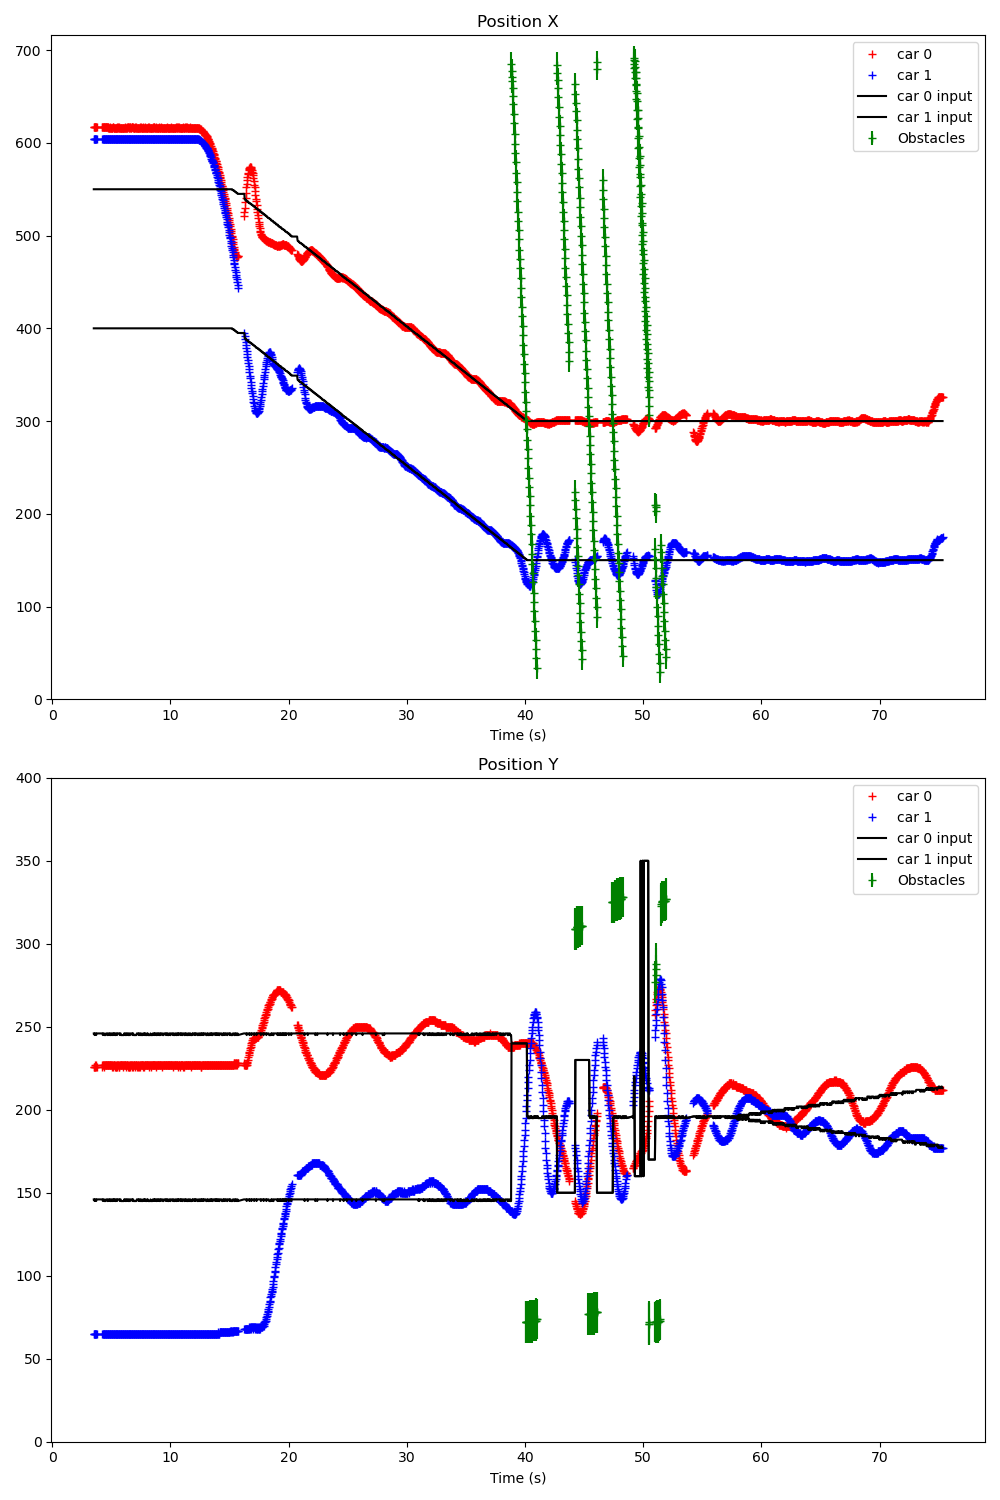 Position X
700
600
500
400
300
200
100
0
car 0
car 1
car 0 input
car 1 input
Obstacles
0 10 20 30 40 50 60 70
Time (s)
Position Y
400
350
300
250
200
150
100
50
0
car 0
car 1
car 0 input
car 1 input
Obstacles
0 10 20 30 40 50 60 70
Time (s)